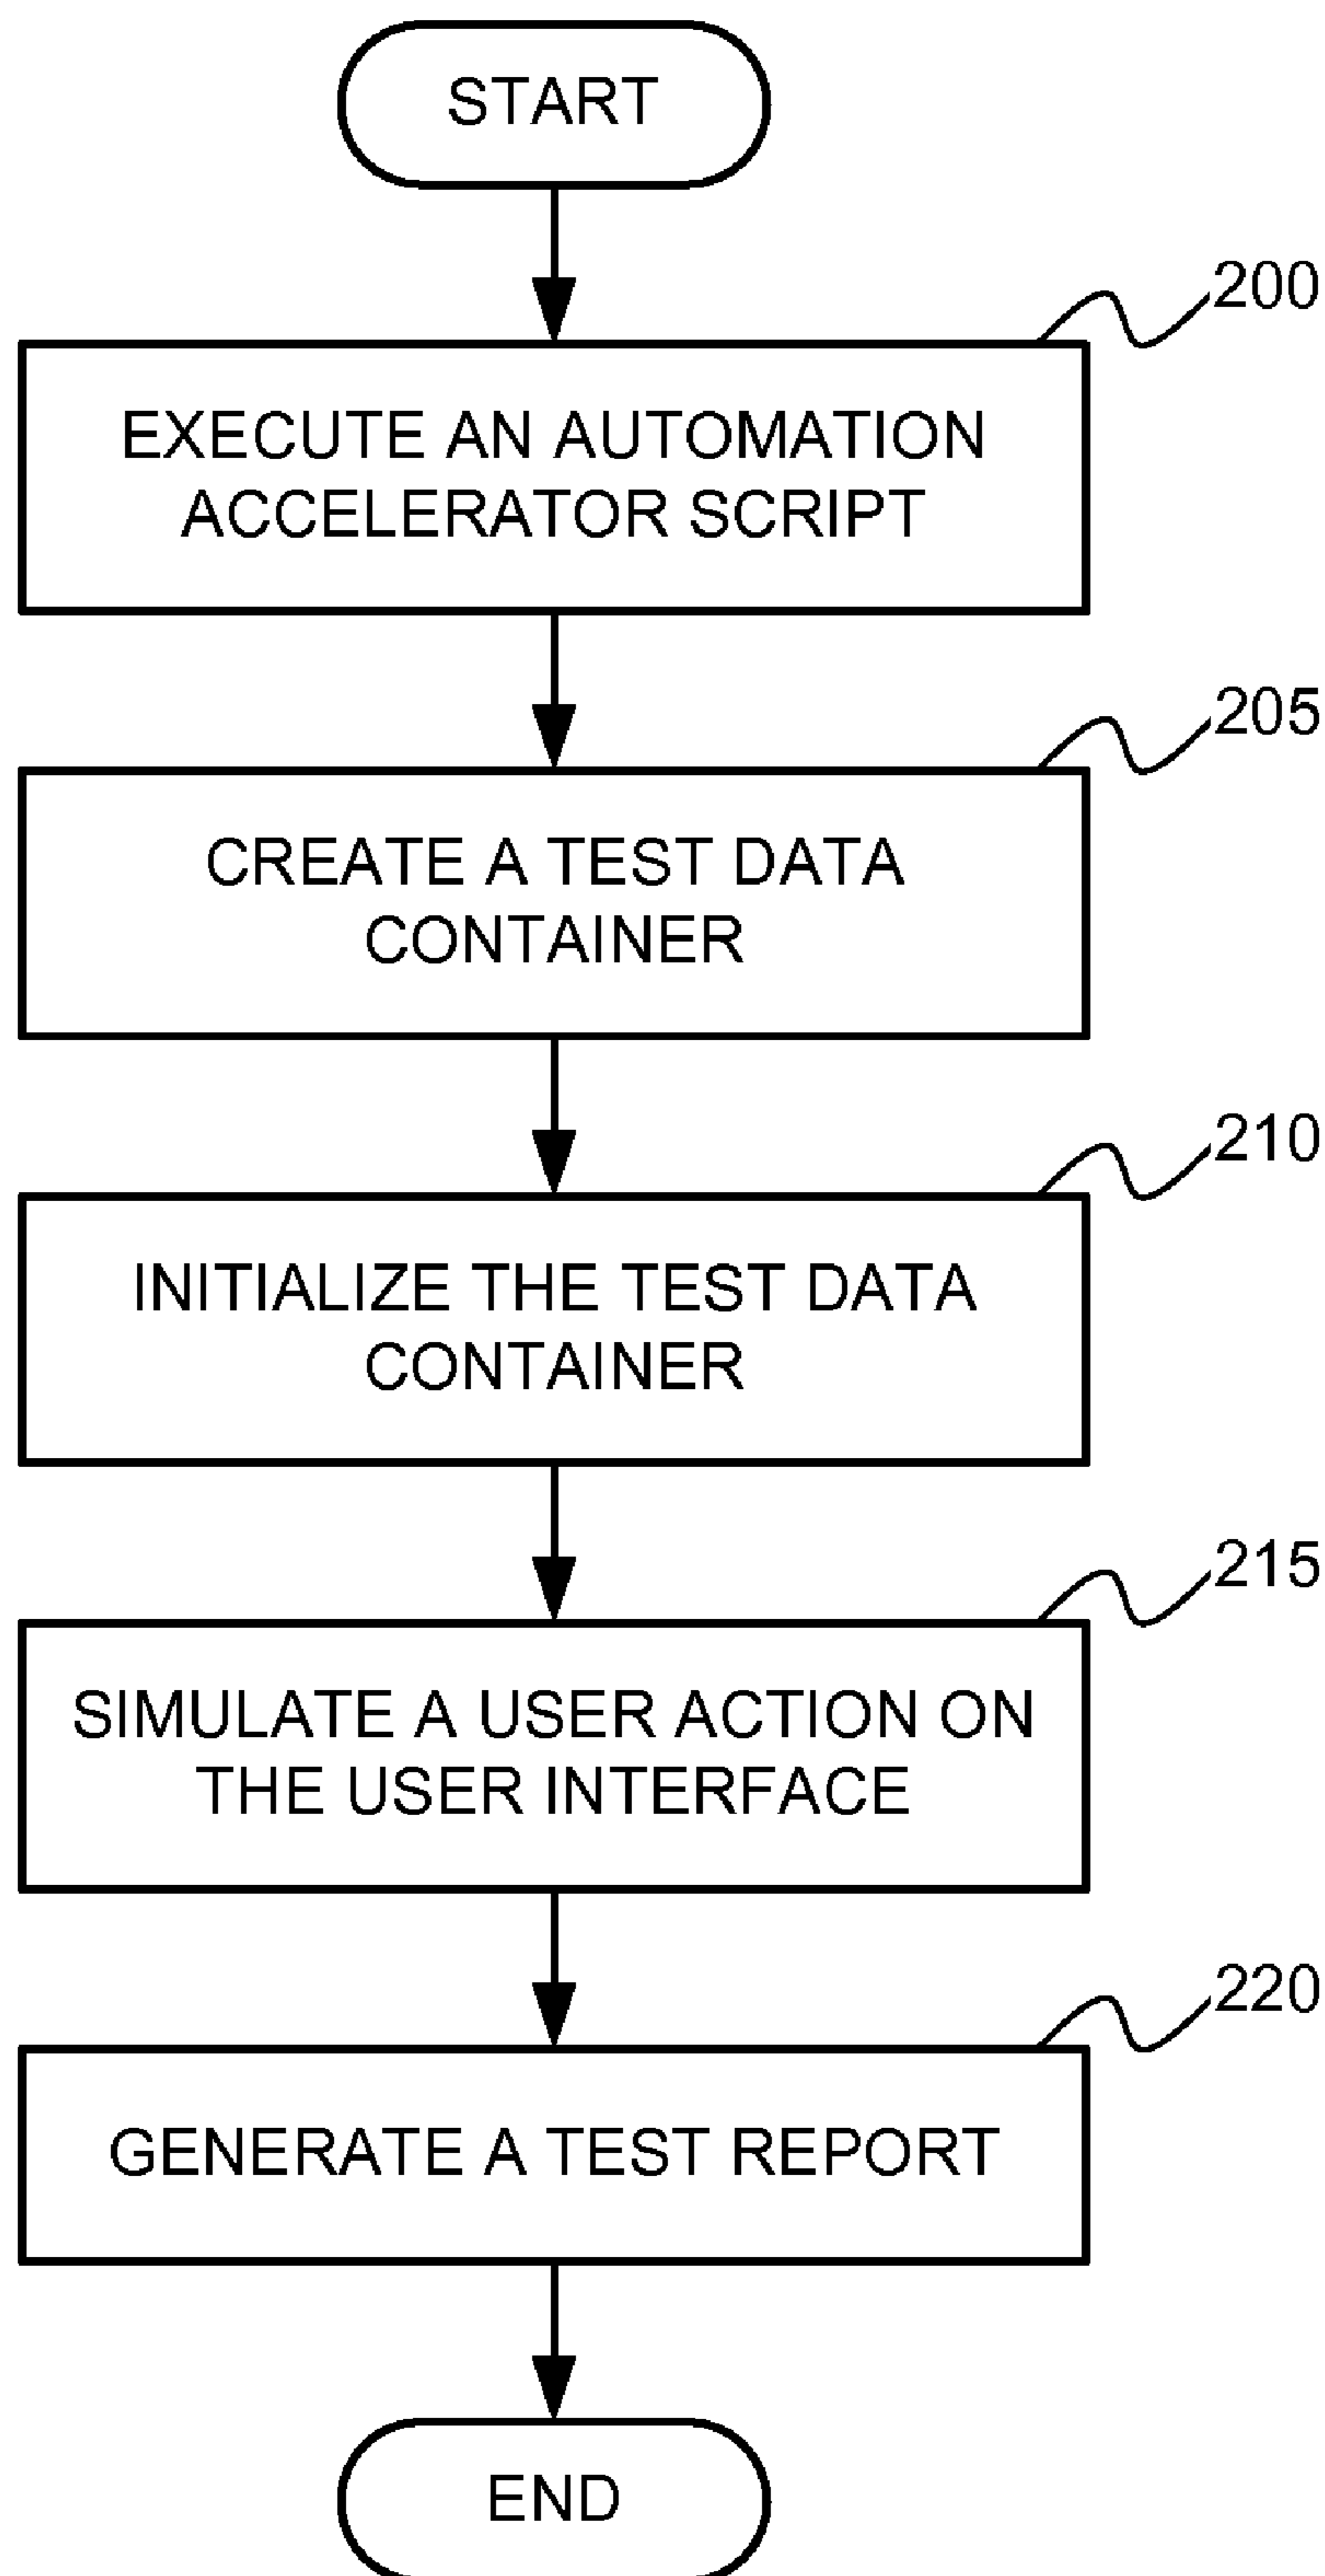 START
200
EXECUTE AN AUTOMATION
ACCELERATOR SCRIPT
205
CREATE A TEST DATA
CONTAINER
210
INITIALIZE THE TEST DATA
CONTAINER
215
SIMULATE A USER ACTION ON
THE USER INTERFACE
220
GENERATE A TEST REPORT
END